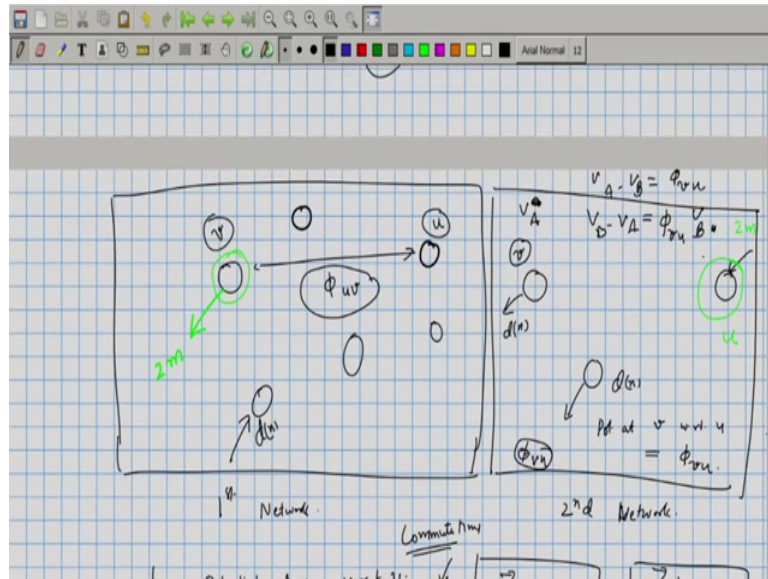 Arial Normal 12
V_A - V_B = Φ_vu
V_A
V_B - V_A = Φ_vu
V_B
2m
v
u
v
Φ_uv
d(x)
u
2m
d(x)
d(x)
Pot at v w.r.t. u
Φ_vu
= Φ_vu.
1st Network.
2nd Network.
Commute time